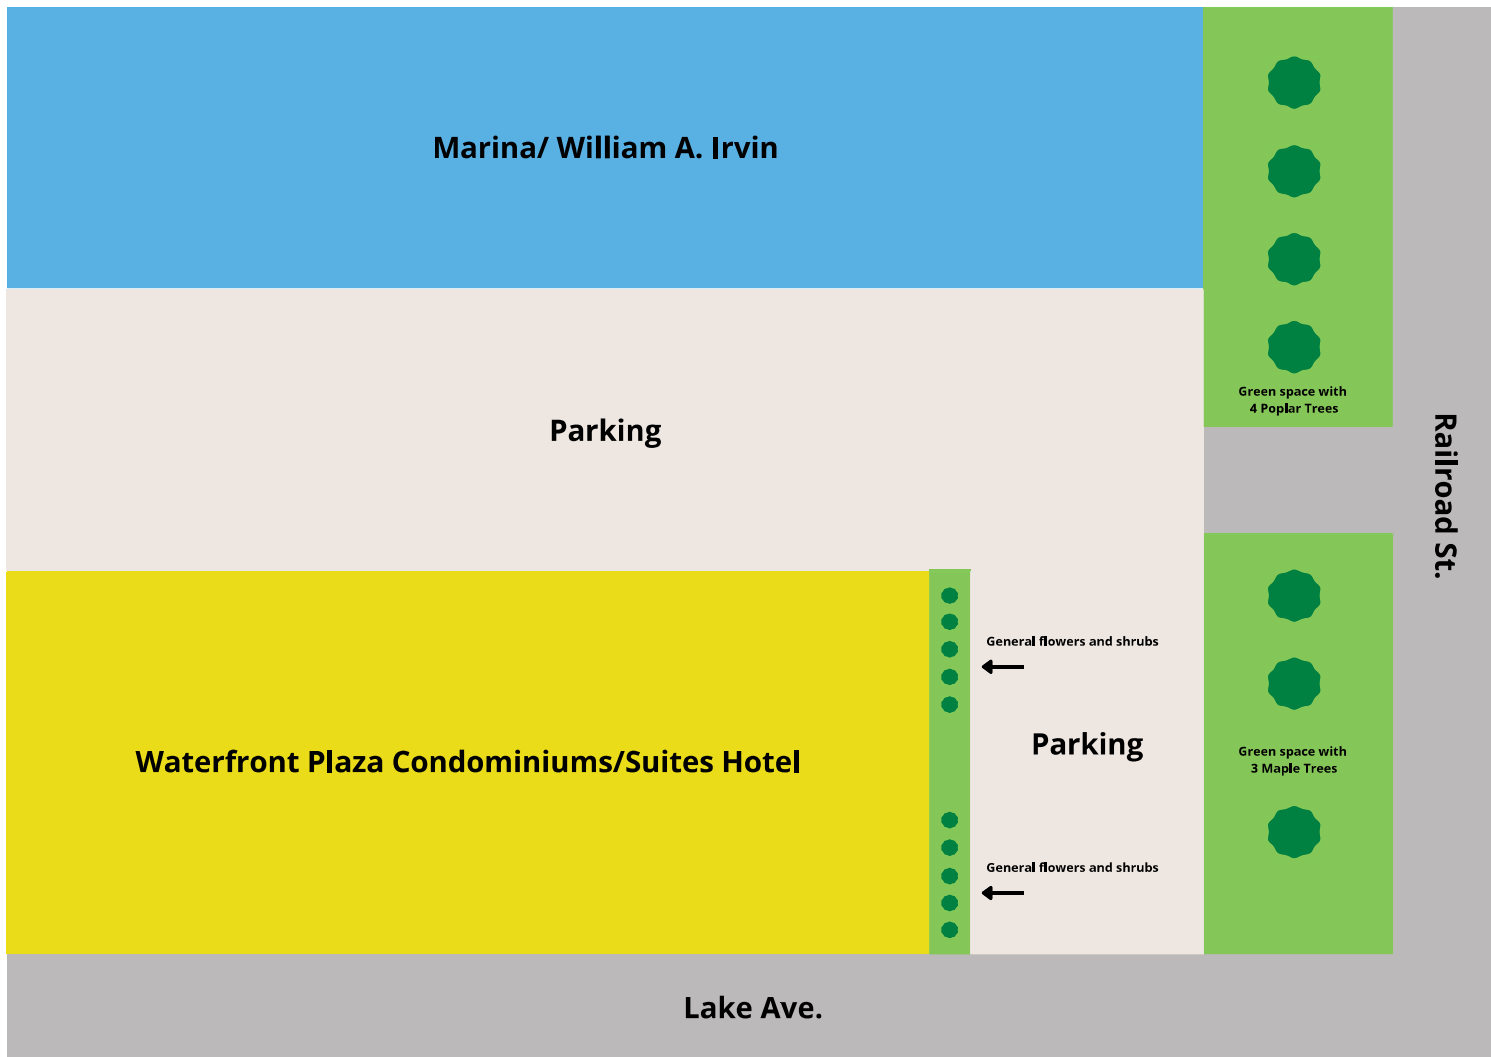 Marina/ William A. Irvin
Green space with
4 Poplar Trees
Parking
Railroad St.
General flowers and shrubs
Parking
Green space with
3 Maple Trees
Waterfront Plaza Condominiums/Suites Hotel
General flowers and shrubs
Lake Ave.